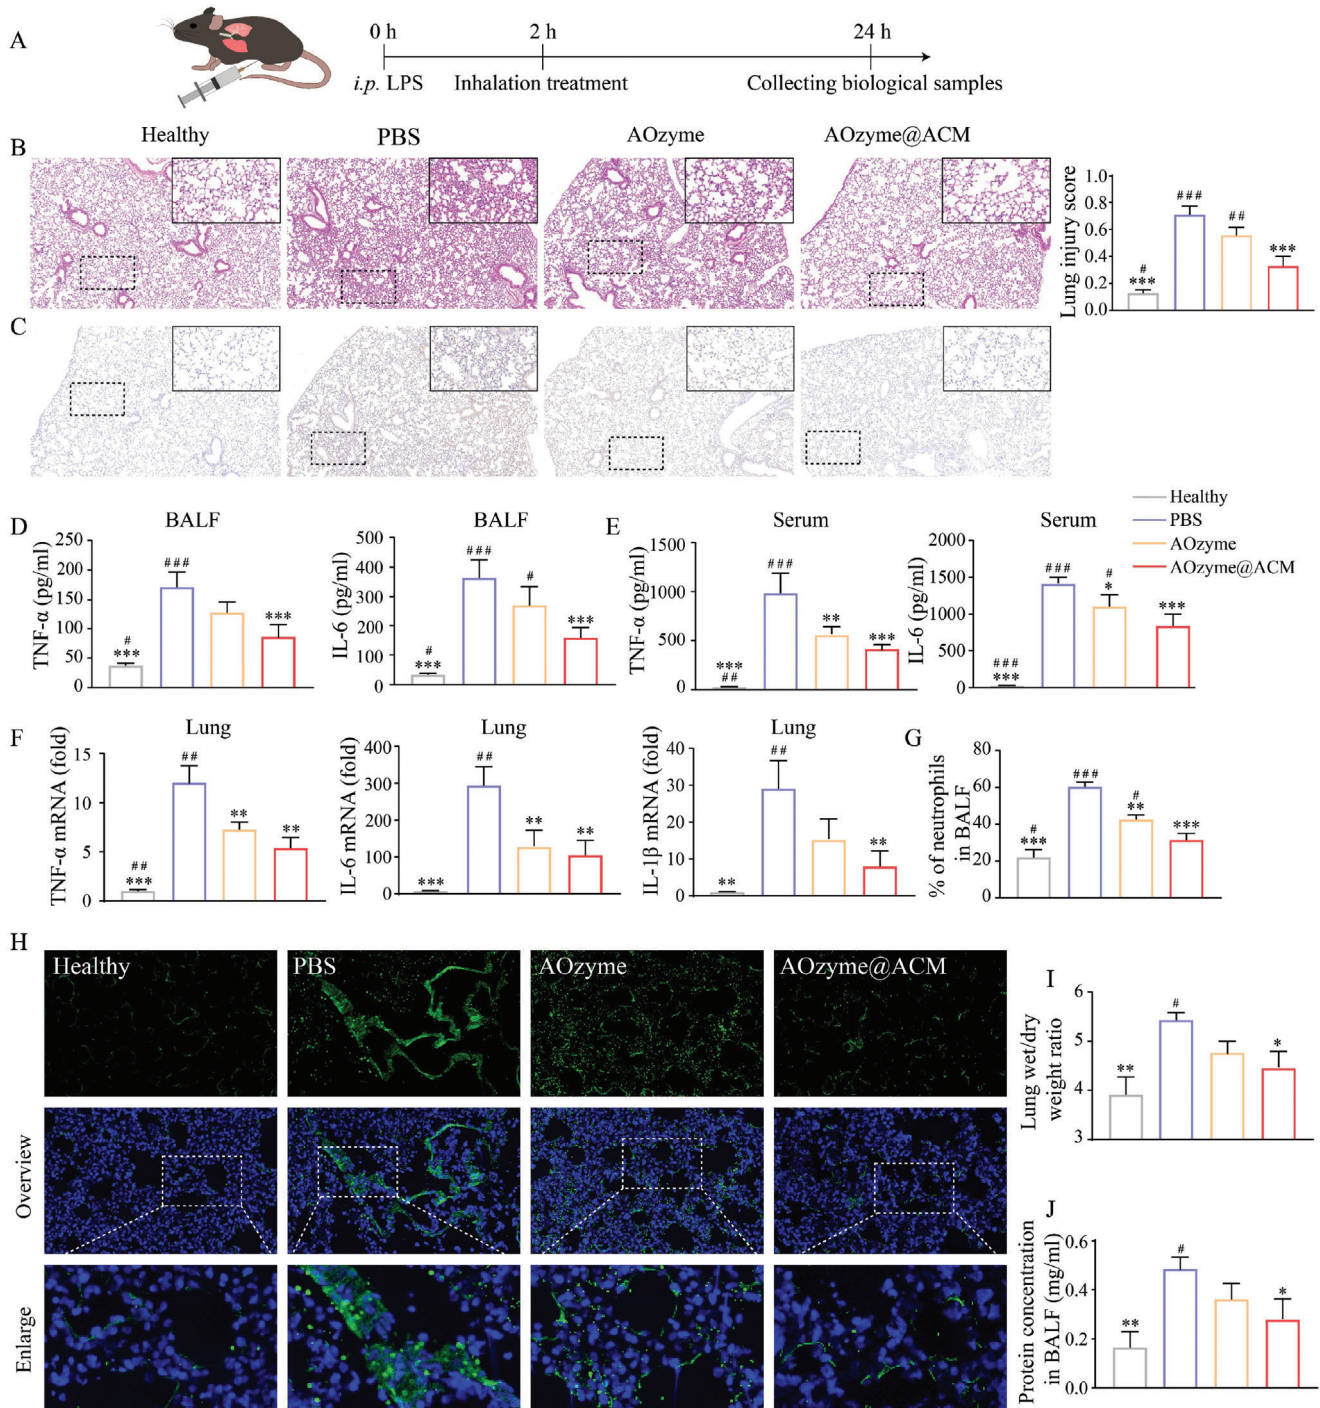 A
0 h
2 h
24 h
i.p. LPS
Inhalation treatment
Collecting biological samples
B
Healthy
PBS
AOzyme
AOzyme@ACM
Lung injury score
1.0
0.8
0.6
0.4
0.2
0.0
#
***
###
##
***
C
D
BALF
TNF-α (pg/ml)
250
200
150
100
50
0
#
***
###
***
BALF
IL-6 (pg/ml)
500
400
300
200
100
0
#
***
###
#
***
E
Serum
TNF-α (pg/ml)
1500
1000
500
0
***
##
###
**
***
Serum
IL-6 (pg/ml)
2000
1500
1000
500
0
###
***
###
#
*
***
Healthy
PBS
AOzyme
AOzyme@ACM
F
Lung
TNF-α mRNA (fold)
15
10
5
0
##
***
##
**
**
Lung
IL-6 mRNA (fold)
400
300
200
100
0
***
##
**
**
Lung
IL-1β mRNA (fold)
40
30
20
10
0
**
##
**
G
% of neutrophils
in BALF
80
60
40
20
0
#
***
###
#
**
***
H
Healthy
PBS
AOzyme
AOzyme@ACM
Overview
Enlarge
I
Lung wet/dry
weight ratio
6
5
4
3
**
#
*
J
Protein concentration
in BALF (mg/ml)
0.6
0.4
0.2
0.0
**
#
*